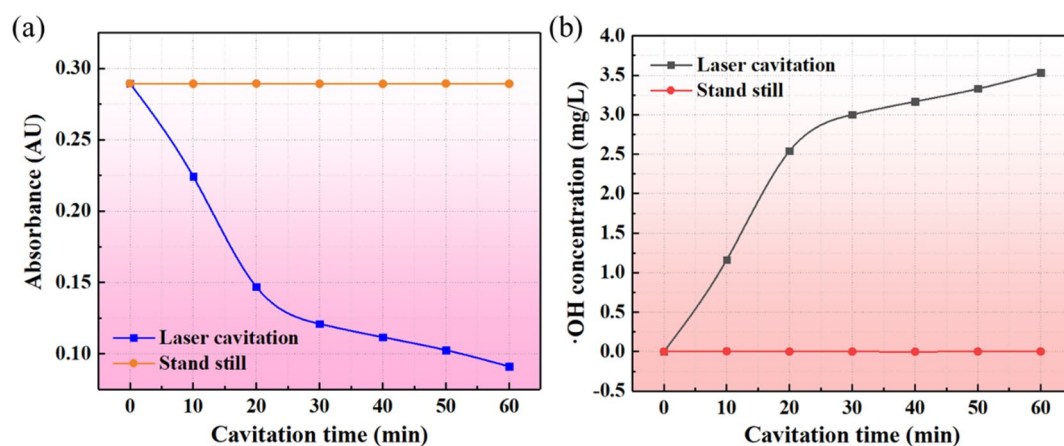 (a)
Absorbance (AU)
0.30
0.25
0.20
0.15
0.10
Laser cavitation
Stand still
0 10 20 30 40 50 60
Cavitation time (min)
(b)
·OH concentration (mg/L)
4.0
3.5
3.0
2.5
2.0
1.5
1.0
0.5
0.0
-0.5
Laser cavitation
Stand still
0 10 20 30 40 50 60
Cavitation time (min)